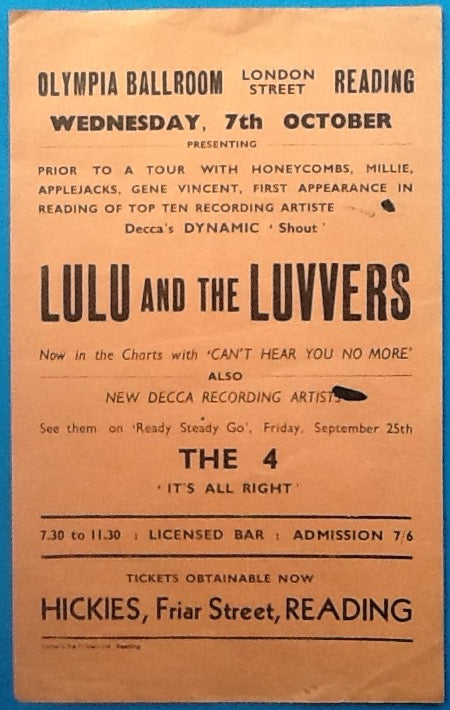 OLYMPIA BALLROOM LONDON STREET READING
WEDNESDAY, 7th OCTOBER
PRESENTING
PRIOR TO A TOUR WITH HONEYCOMBS, MILLIE,
APPLEJACKS, GENE VINCENT, FIRST APPEARANCE IN
READING OF TOP TEN RECORDING ARTISTE
Decca's DYNAMIC 'Shout'
LULU AND THE LUVVERS
Now in the Charts with 'CAN'T HEAR YOU NO MORE'
ALSO
NEW DECCA RECORDING ARTISTS
See them on 'Ready Steady Go', Friday, September 25th
THE 4
'IT'S ALL RIGHT'
7.30 to 11.30 : LICENSED BAR : ADMISSION 7/6
TICKETS OBTAINABLE NOW
HICKIES, Friar Street, READING
Reading